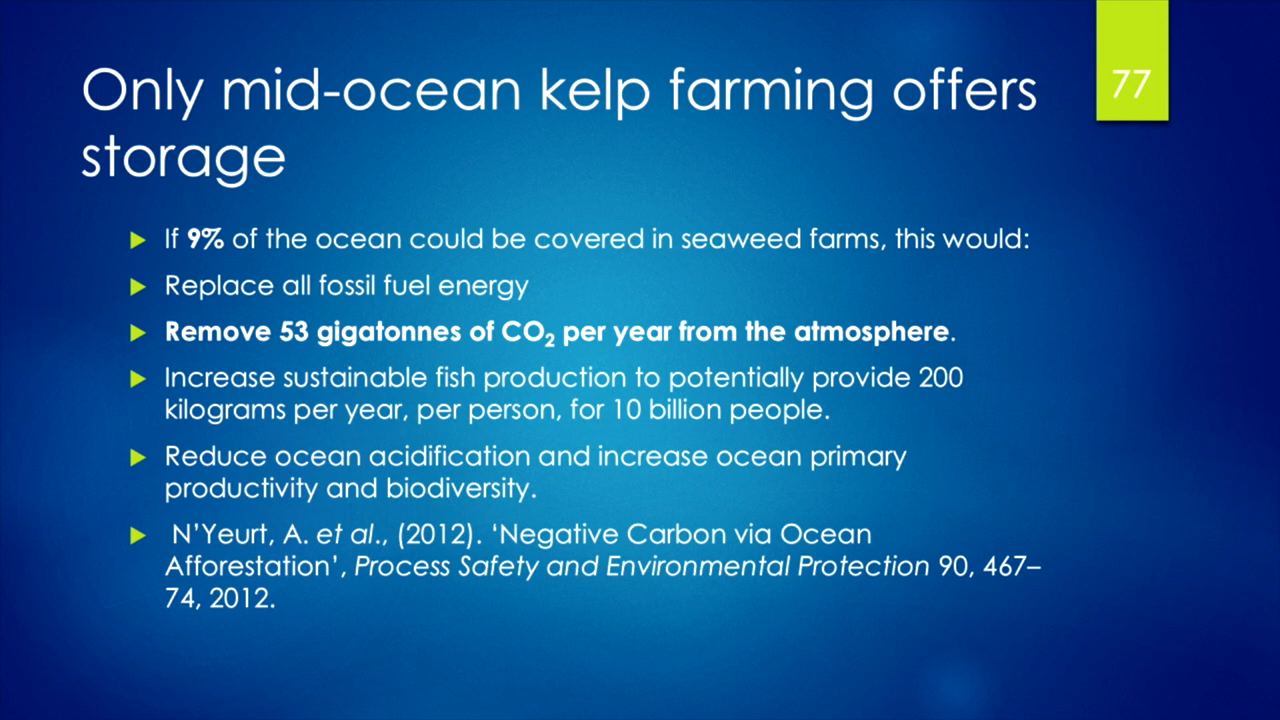 Only mid-ocean kelp farming offers
storage
77
If 9% of the ocean could be covered in seaweed farms, this would:
Replace all fossil fuel energy
Remove 53 gigatonnes of CO₂ per year from the atmosphere.
Increase sustainable fish production to potentially provide 200
kilograms per year, per person, for 10 billion people.
Reduce ocean acidification and increase ocean primary
productivity and biodiversity.
N’Yeurt, A. et al., (2012). ‘Negative Carbon via Ocean
Afforestation’, Process Safety and Environmental Protection 90, 467–
74, 2012.